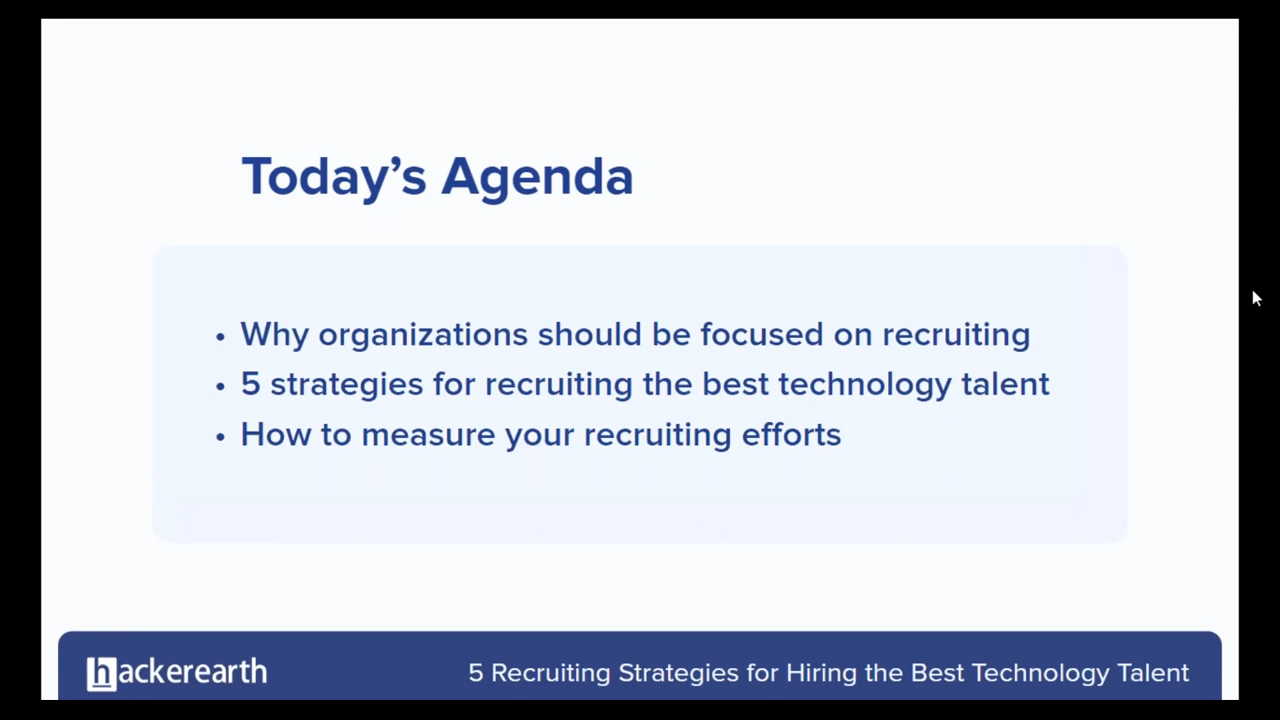 Today’s Agenda
• Why organizations should be focused on recruiting
• 5 strategies for recruiting the best technology talent
• How to measure your recruiting efforts
hackerearth
5 Recruiting Strategies for Hiring the Best Technology Talent